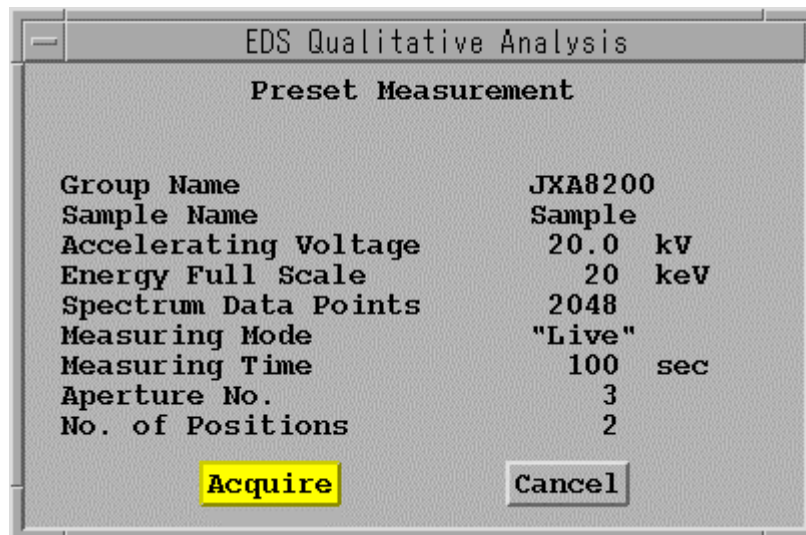 EDS Qualitative Analysis
Preset Measurement
Group Name JXA8200
Sample Name Sample
Accelerating Voltage 20.0 kV
Energy Full Scale 20 keV
Spectrum Data Points 2048
Measuring Mode "Live"
Measuring Time 100 sec
Aperture No. 3
No. of Positions 2
Acquire Cancel